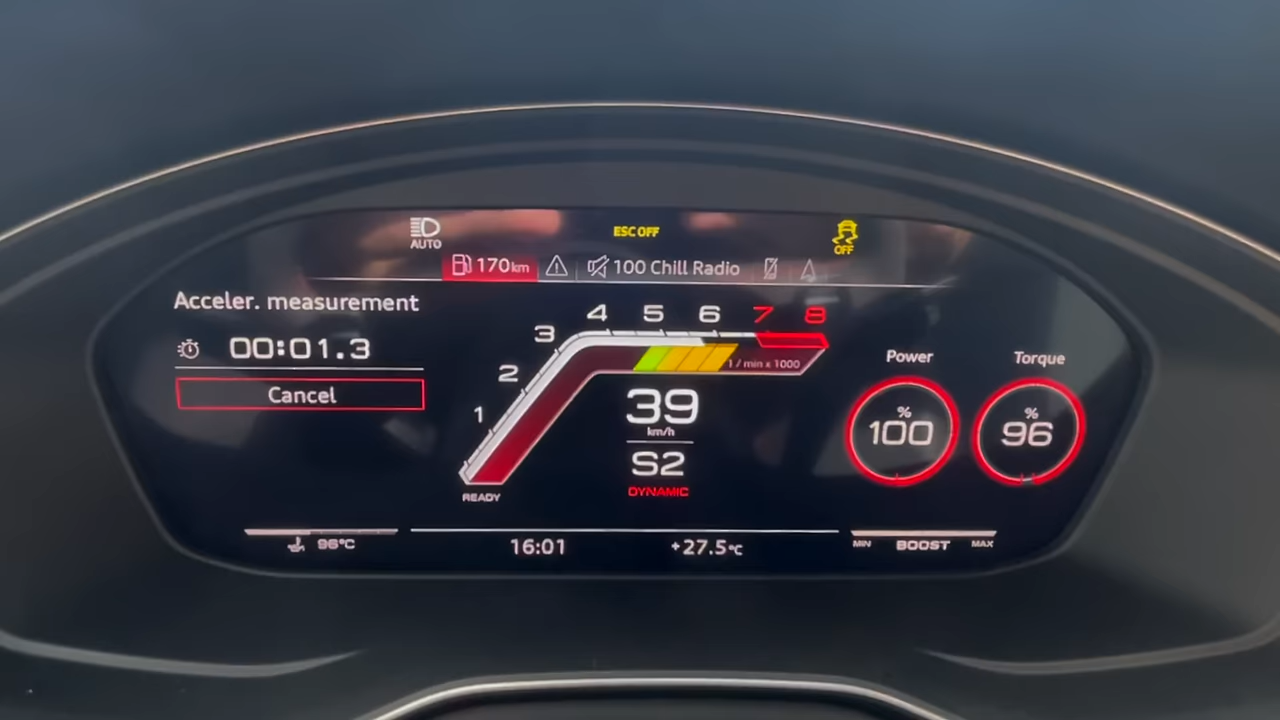 AUTO
ESC OFF
OFF
170 km
100 Chill Radio
Acceler. measurement
00:01.3
Cancel
1 2 3 4 5 6 7 8
1 / min x 1000
39
km/h
S2
DYNAMIC
READY
Power
% 100
Torque
% 96
96°C
16:01
+27.5°C
MIN BOOST MAX